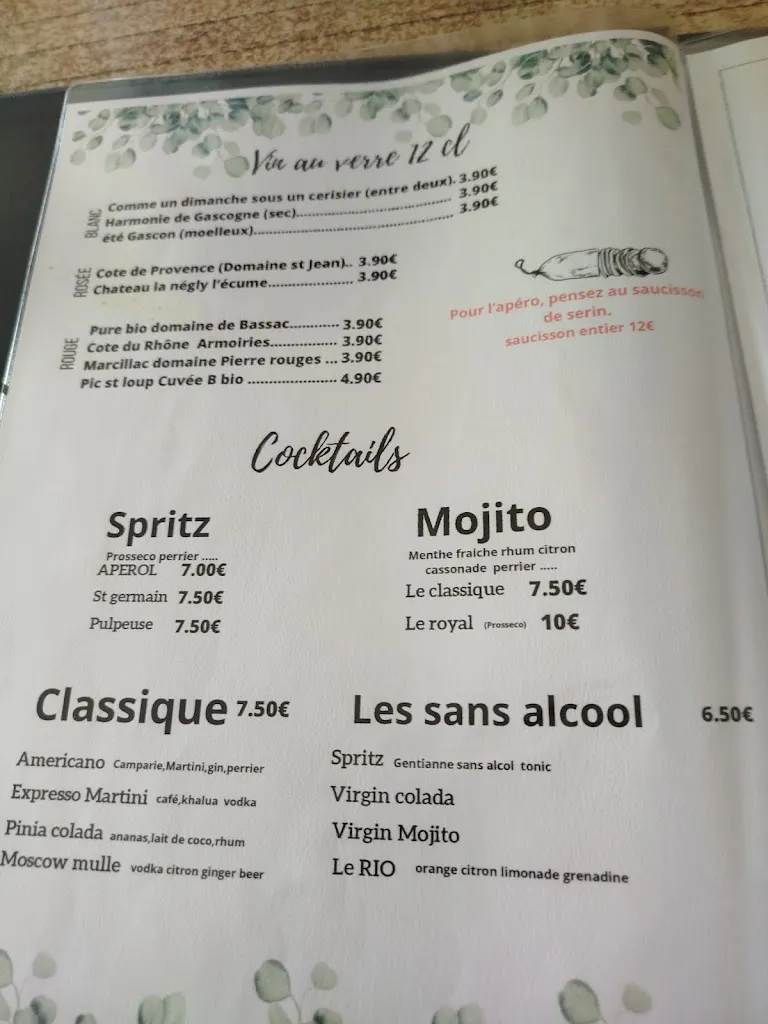 Vin au verre 12 cl
BLANC
Comme un dimanche sous un cerisier (entre deux). 3.90€
Harmonie de Gascogne (sec)........................................ 3.90€
été Gascon (moelleux)..................................................... 3.90€
ROSÉE
Cote de Provence (Domaine st Jean).. 3.90€
Chateau la négly l'écume..................... 3.90€
ROUGE
Pure bio domaine de Bassac............ 3.90€
Cote du Rhône Armoiries................. 3.90€
Marcillac domaine Pierre rouges ... 3.90€
Pic st loup Cuvée B bio ...................... 4.90€
Pour l'apéro, pensez au saucisson
de serin.
saucisson entier 12€
Cocktails
Spritz
Prosseco perrier .....
APEROL 7.00€
St germain 7.50€
Pulpeuse 7.50€
Mojito
Menthe fraiche rhum citron
cassonade perrier .....
Le classique 7.50€
Le royal (Prosseco) 10€
Classique 7.50€
Americano Camparie,Martini,gin,perrier
Expresso Martini café,khalua vodka
Pinia colada ananas,lait de coco,rhum
Moscow mulle vodka citron ginger beer
Les sans alcool 6.50€
Spritz Gentianne sans alcol tonic
Virgin colada
Virgin Mojito
Le RIO orange citron limonade grenadine